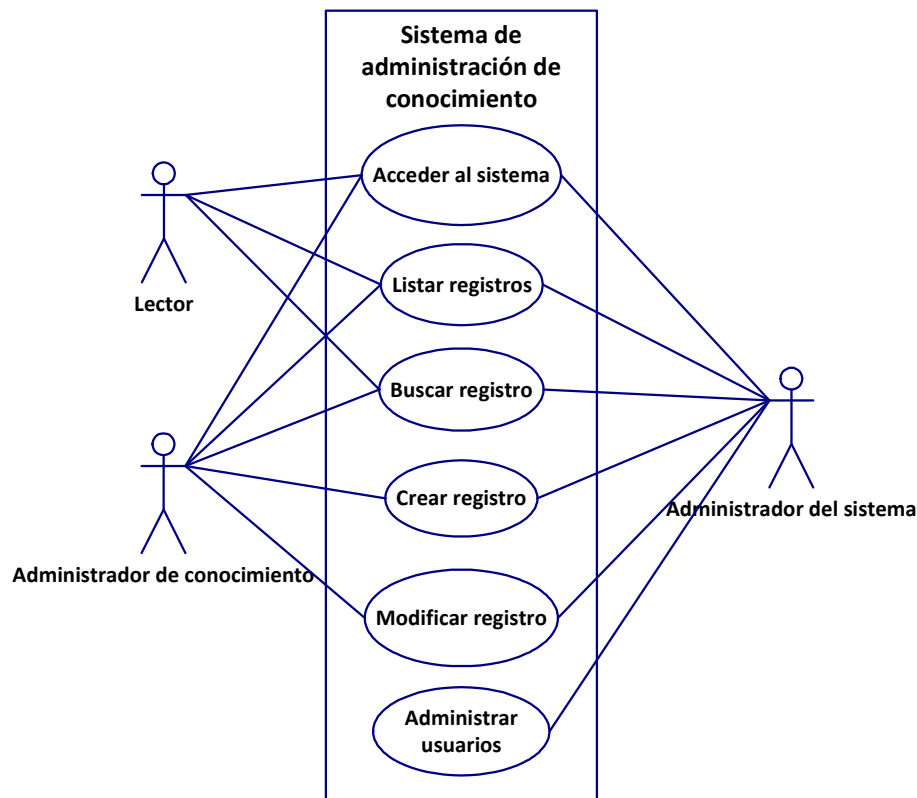 Sistema de
administración de
conocimiento
Acceder al sistema
Lector
Listar registros
Buscar registro
Administrador del sistema
Crear registro
Administrador de conocimiento
Modificar registro
Administrar
usuarios